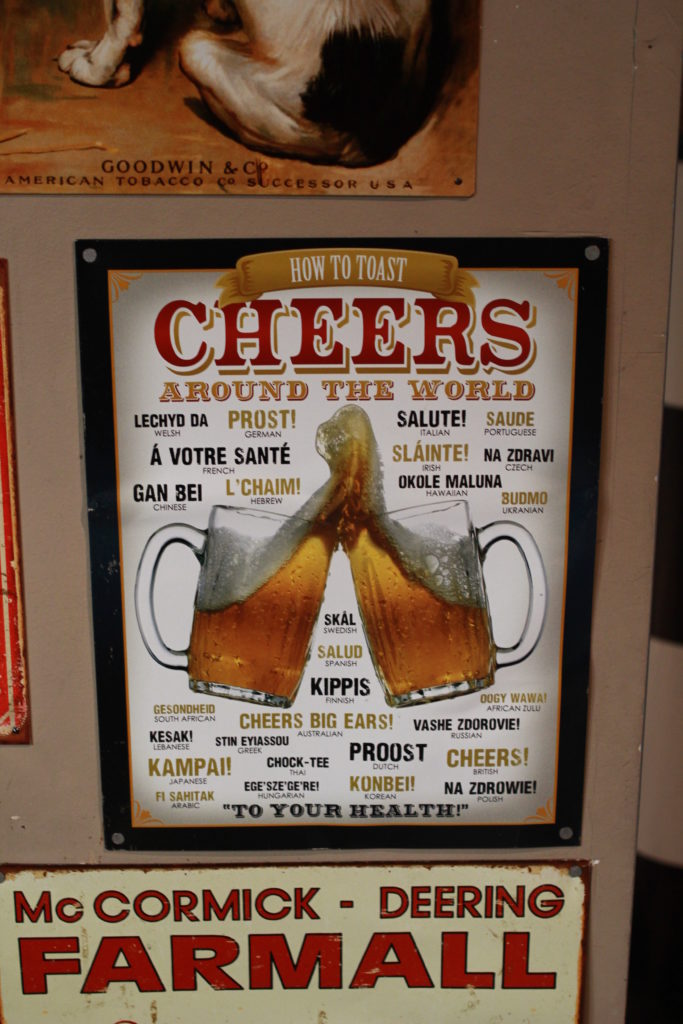 GOODWIN & Cº
AMERICAN TOBACCO Cº SUCCESSOR USA
HOW TO TOAST
CHEERS
AROUND THE WORLD
LECHYD DA
WELSH
PROST!
GERMAN
SALUTE!
ITALIAN
SAUDE
PORTUGUESE
Á VOTRE SANTÉ
FRENCH
SLÁINTE!
IRISH
NA ZDRAVI
CZECH
GAN BEI
CHINESE
L'CHAIM!
HEBREW
OKOLE MALUNA
HAWAIIAN
BUDMO
UKRANIAN
SKÅL
SWEDISH
SALUD
SPANISH
KIPPIS
FINNISH
GESONDHEID
SOUTH AFRICAN
OOGY WAWA!
AFRICAN ZULU
CHEERS BIG EARS!
AUSTRALIAN
VASHE ZDOROVIE!
RUSSIAN
KESAK!
LEBANESE
STIN EYIASSOU
GREEK
KAMPAI!
JAPANESE
CHOCK-TEE
THAI
PROOST
DUTCH
CHEERS!
BRITISH
FI SAHITAK
ARABIC
EGE'SZE'GE'RE!
HUNGARIAN
KONBEI!
KOREAN
NA ZDROWIE!
POLISH
"TO YOUR HEALTH!"
McCORMICK - DEERING
FARMALL